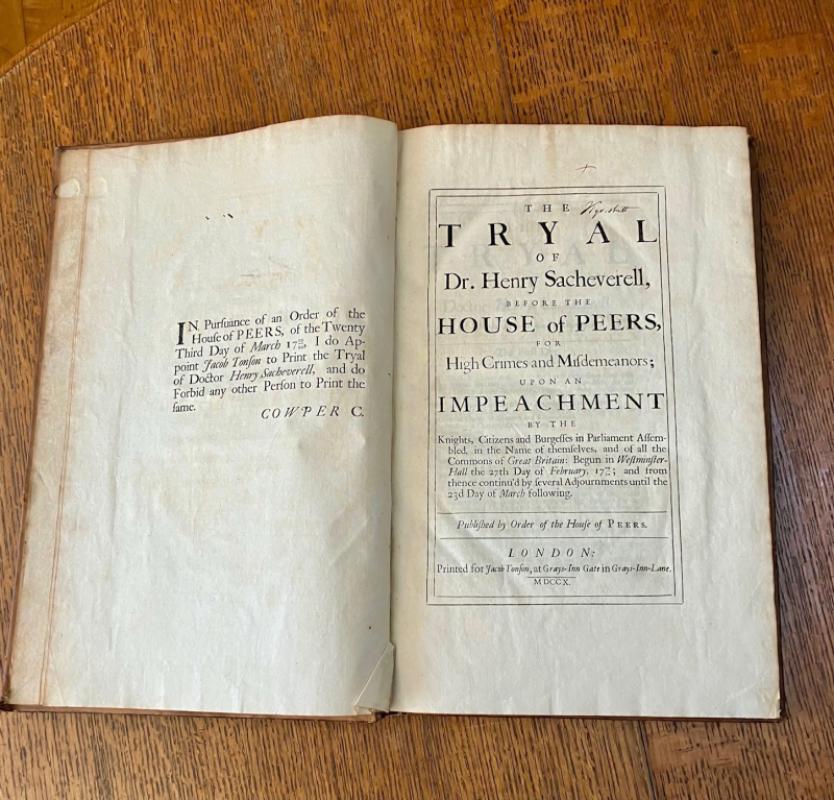 IN Purſuance of an Order of the
Houſe of PEERS, of the Twenty
Third Day of March 17 09/10, I do Ap-
point Jacob Tonſon to Print the Tryal
of Doctor Henry Sacheverell, and do
Forbid any other Perſon to Print the
ſame.
COWPER C.
THE
TRYAL
OF
Dr. Henry Sacheverell,
BEFORE THE
HOUSE of PEERS,
FOR
High Crimes and Miſdemeanors;
UPON AN
IMPEACHMENT
BY THE
Knights, Citizens and Burgeſſes in Parliament Aſſem-
bled, in the Name of themſelves, and of all the
Commons of Great Britain: Begun in Weſtminſter-
Hall the 27th Day of February, 17 09/10; and from
thence continu'd by ſeveral Adjournments until the
23d Day of March following.
Publiſhed by Order of the Houſe of PEERS.
LONDON:
Printed for Jacob Tonſon, at Grays-Inn Gate in Grays-Inn-Lane.
MDCCX.